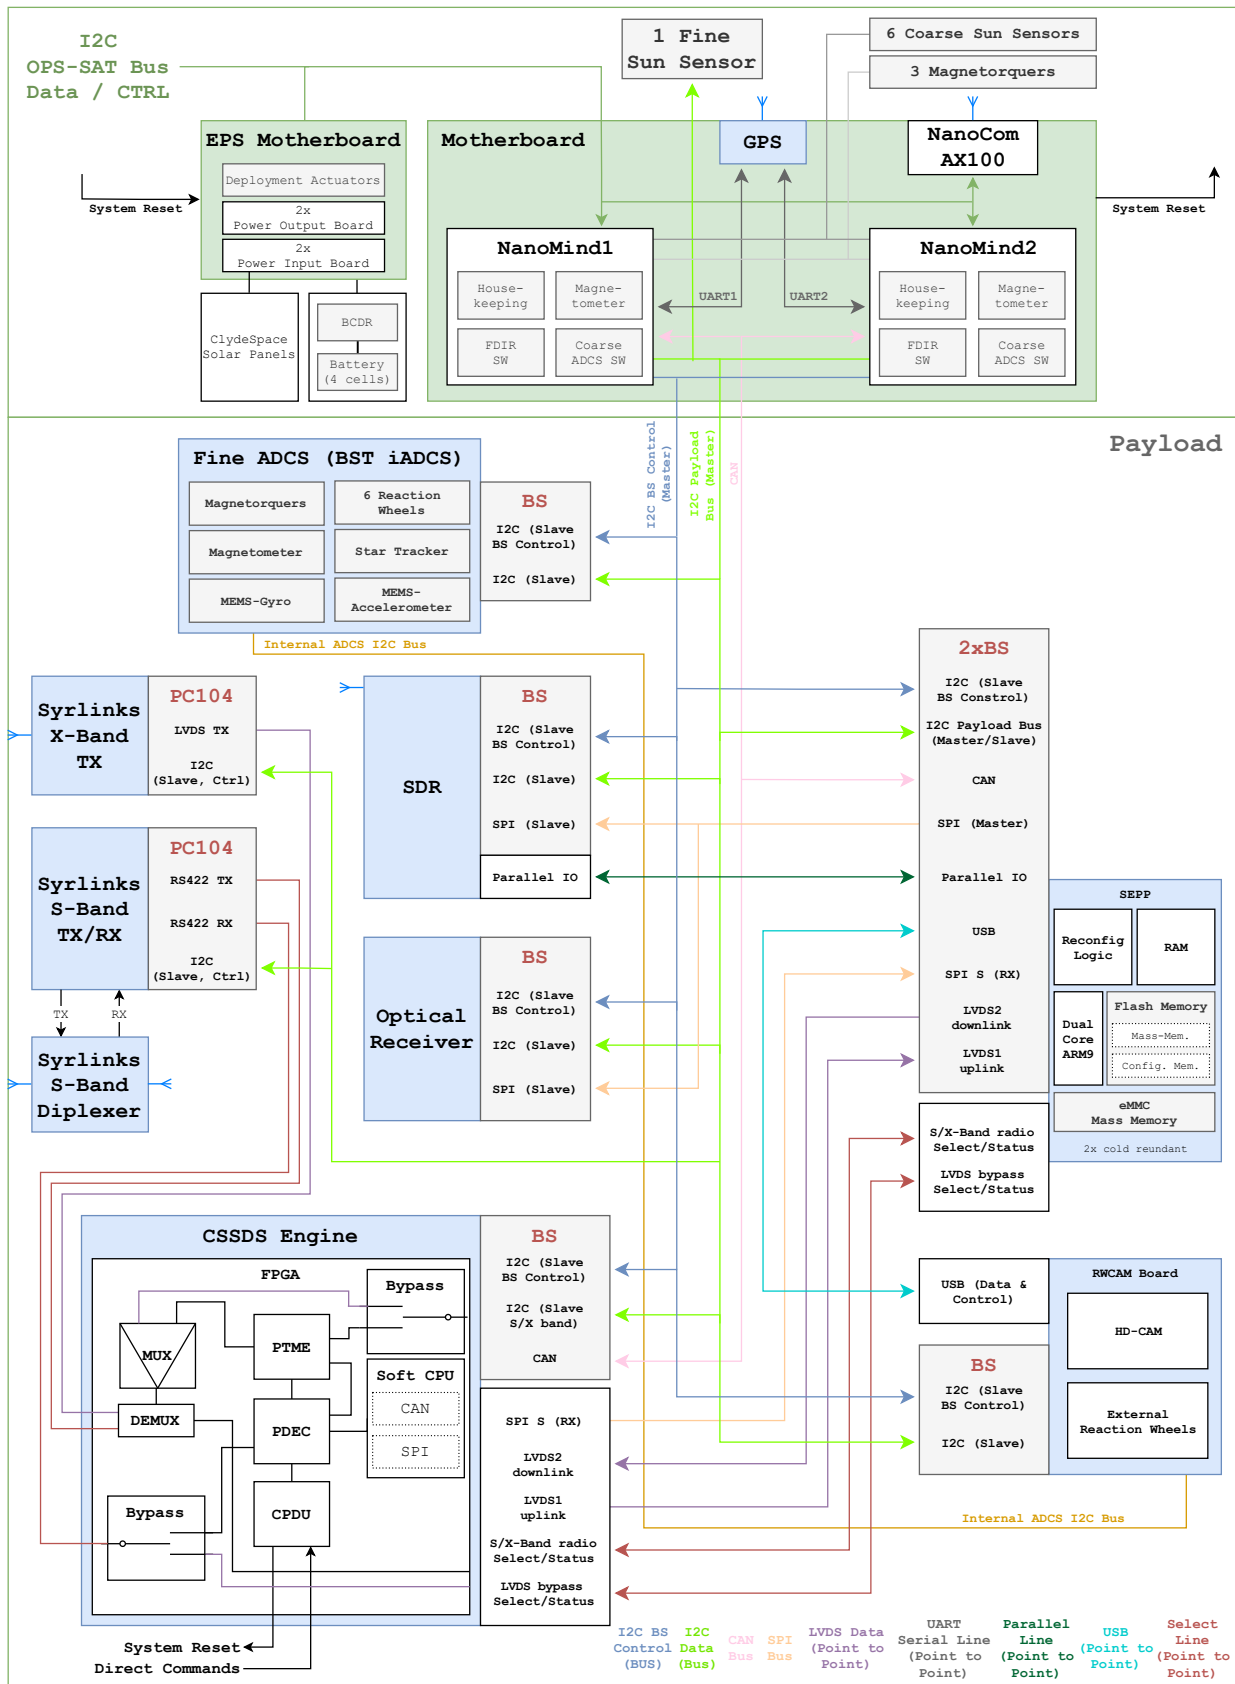 I2C
OPS-SAT Bus
Data / CTRL
1 Fine
Sun Sensor
6 Coarse Sun Sensors
3 Magnetorquers
EPS Motherboard
Deployment Actuators
2x
Power Output Board
2x
Power Input Board
System Reset
ClydeSpace
Solar Panels
BCDR
Battery
(4 cells)
Motherboard
GPS
NanoCom
AX100
System Reset
NanoMind1
House-
keeping
Magne-
tometer
FDIR
SW
Coarse
ADCS SW
UART1
UART2
NanoMind2
House-
keeping
Magne-
tometer
FDIR
SW
Coarse
ADCS SW
Payload
I2C BS Control
(Master)
I2C Payload
Bus (Master)
CAN
Fine ADCS (BST iADCS)
Magnetorquers
6 Reaction
Wheels
Magnetometer
Star Tracker
MEMS-Gyro
MEMS-
Accelerometer
BS
I2C (Slave
BS Control)
I2C (Slave)
Internal ADCS I2C Bus
Syrlinks
X-Band
TX
PC104
LVDS TX
I2C
(Slave, Ctrl)
Syrlinks
S-Band
TX/RX
PC104
RS422 TX
RS422 RX
I2C
(Slave, Ctrl)
TX
RX
Syrlinks
S-Band
Diplexer
SDR
BS
I2C (Slave
BS Control)
I2C (Slave)
SPI (Slave)
Parallel IO
Optical
Receiver
BS
I2C (Slave
BS Control)
I2C (Slave)
SPI (Slave)
2xBS
I2C (Slave
BS Constrol)
I2C Payload Bus
(Master/Slave)
CAN
SPI (Master)
Parallel IO
USB
SPI S (RX)
LVDS2
downlink
LVDS1
uplink
S/X-Band radio
Select/Status
LVDS bypass
Select/Status
SEPP
Reconfig
Logic
RAM
Dual
Core
ARM9
Flash Memory
Mass-Mem.
Config. Mem.
eMMC
Mass Memory
2x cold reundant
CSSDS Engine
FPGA
Bypass
MUX
PTME
DEMUX
PDEC
Soft CPU
CAN
SPI
Bypass
CPDU
System Reset
Direct Commands
BS
I2C (Slave
BS Control)
I2C (Slave
S/X band)
CAN
SPI S (RX)
LVDS2
downlink
LVDS1
uplink
S/X-Band radio
Select/Status
LVDS bypass
Select/Status
USB (Data &
Control)
RWCAM Board
HD-CAM
External
Reaction Wheels
BS
I2C (Slave
BS Control)
I2C (Slave)
Internal ADCS I2C Bus
I2C BS
Control
(BUS)
I2C
Data
(Bus)
CAN
Bus
SPI
Bus
LVDS Data
(Point to
Point)
UART
Serial Line
(Point to
Point)
Parallel
Line
(Point to
Point)
USB
(Point to
Point)
Select
Line
(Point to
Point)